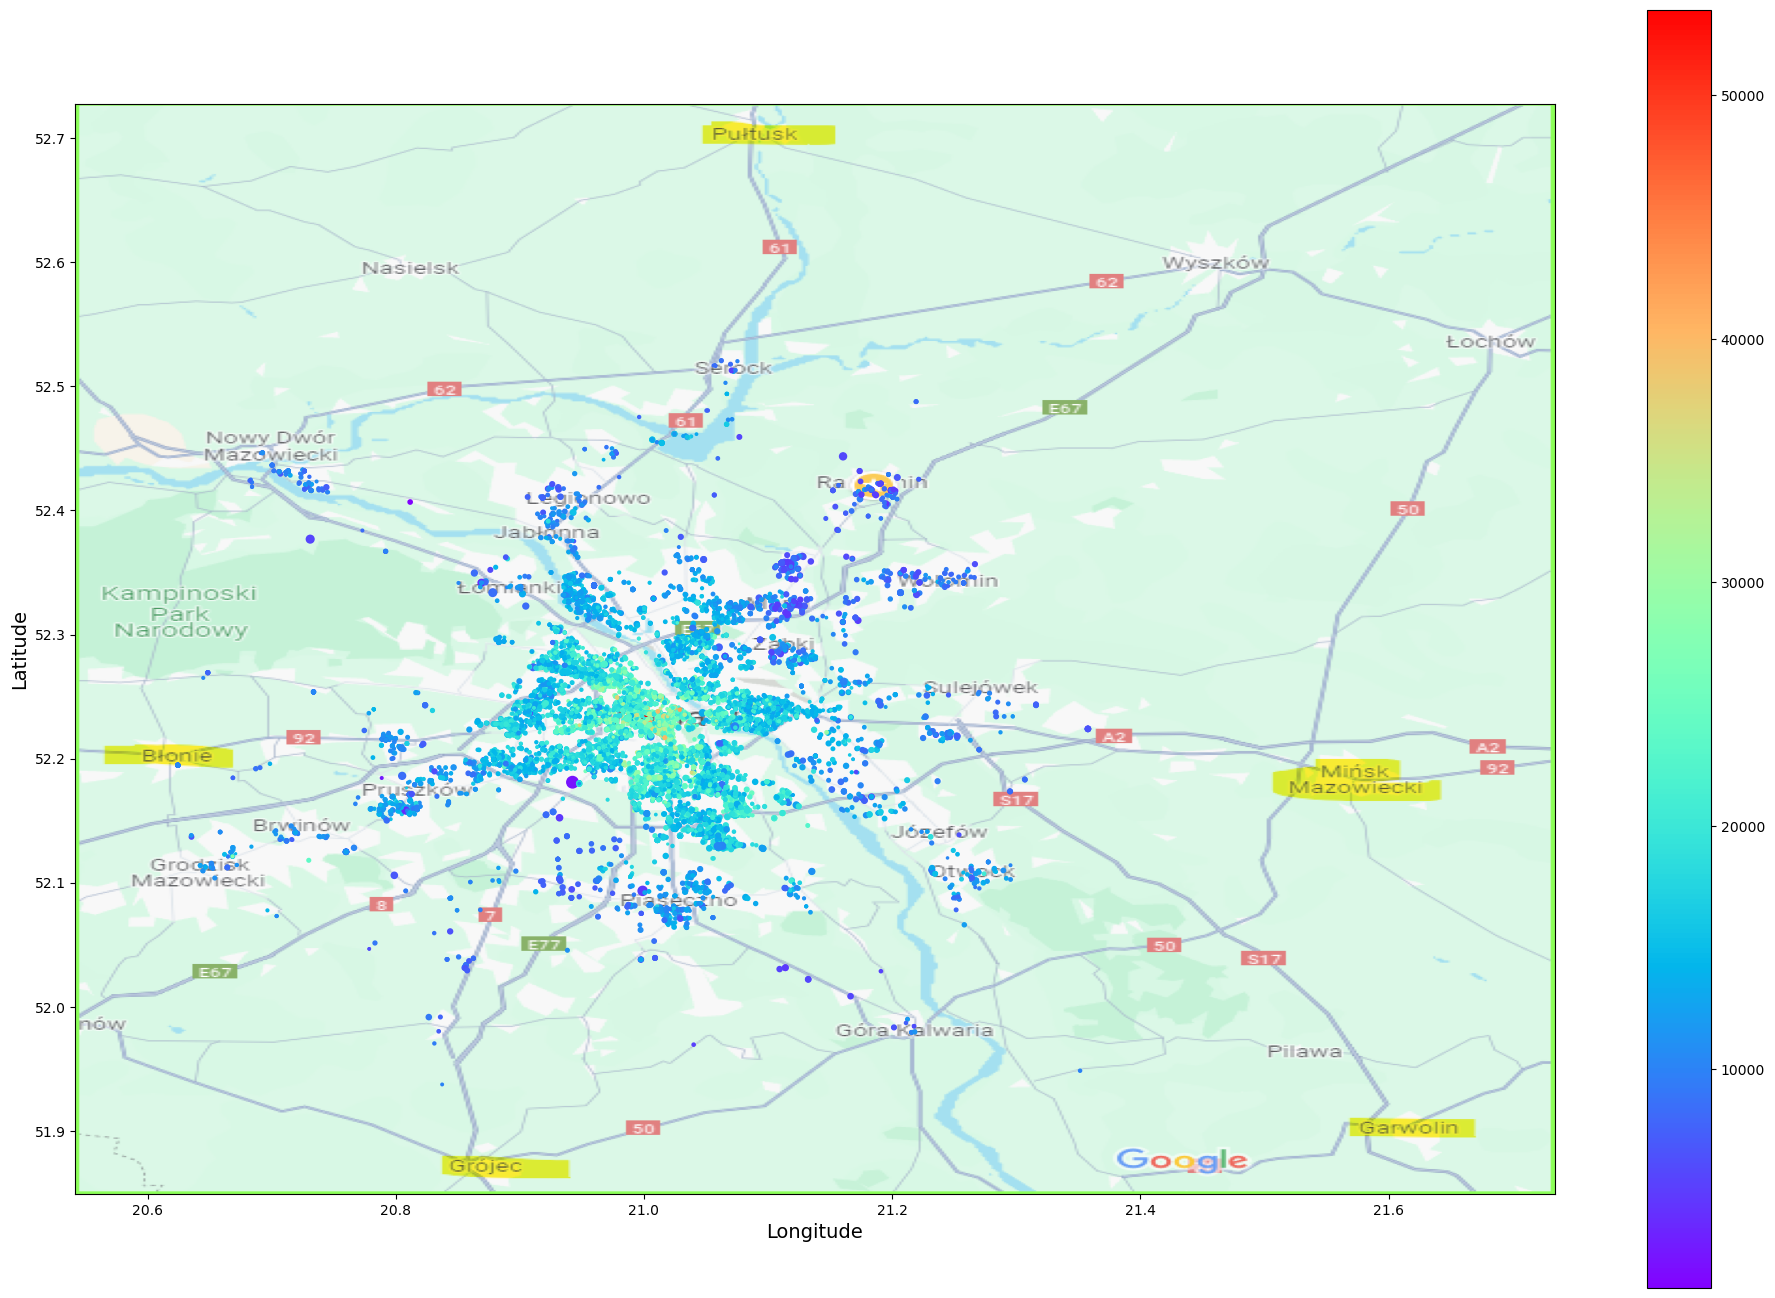 50000
52.7
Pułtusk
61
52.6
Nasielsk
Wyszków
62
40000
Łochów
Serock
52.5
62
E67
61
Nowy Dwór
Mazowiecki
52.4
50
Legionowo
Jabłonna
Kampinoski
Park
Narodowy
Łomianki
30000
52.3
Latitude
Ząbki
Sulejówek
92
A2
A2
Błonie
52.2
Mińsk
92
Mazowiecki
Pruszków
S17
20000
Brwinów
Józefów
Grodzisk
Mazowiecki
52.1
Otwock
Piaseczno
8
7
E77
50
S17
E67
52.0
nów
Góra Kalwaria
Pilawa
10000
51.9
50
Garwolin
Grójec
Google
20.6
20.8
21.0
21.2
21.4
21.6
Longitude